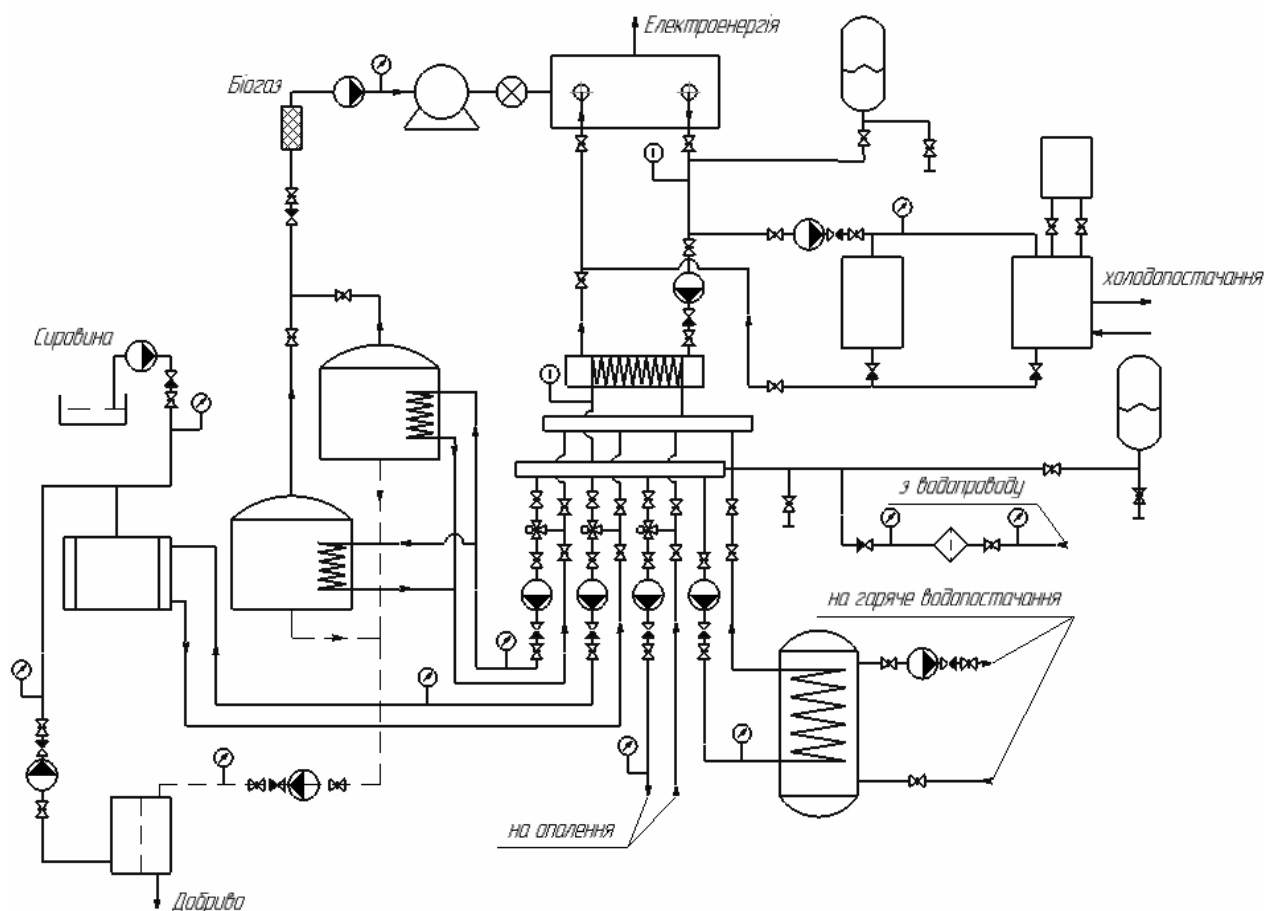 Електроенергія
Біогаз
холодопостачання
Сировина
з водопроводу
на гаряче водопостачання
на опалення
Добриво